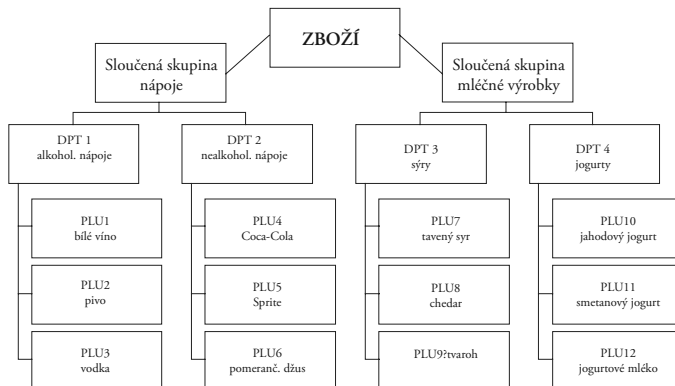 ZBOŽÍ
Sloučená skupina
nápoje
Sloučená skupina
mléčné výrobky
DPT 1
alkohol. nápoje
DPT 2
nealkohol. nápoje
DPT 3
sýry
DPT 4
jogurty
PLU1
bílé víno
PLU4
Coca-Cola
PLU7
tavený syr
PLU10
jahodový jogurt
PLU2
pivo
PLU5
Sprite
PLU8
chedar
PLU11
smetanový jogurt
PLU3
vodka
PLU6
pomeranč. džus
PLU9?tvaroh
PLU12
jogurtové mléko